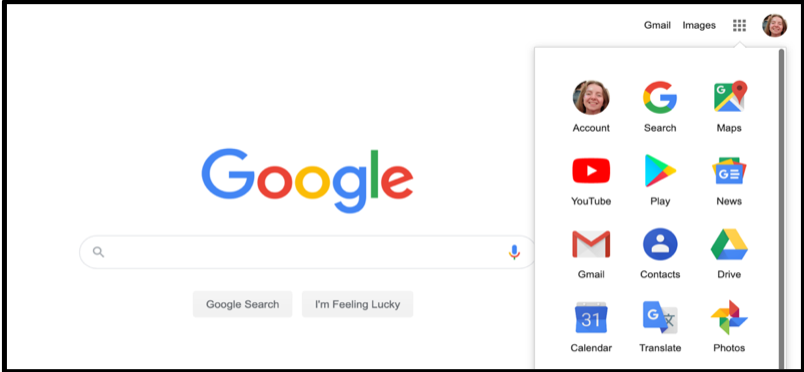 Gmail Images
Account Search Maps
YouTube Play News
Google
Gmail Contacts Drive
Google Search I'm Feeling Lucky
31
Calendar Translate Photos